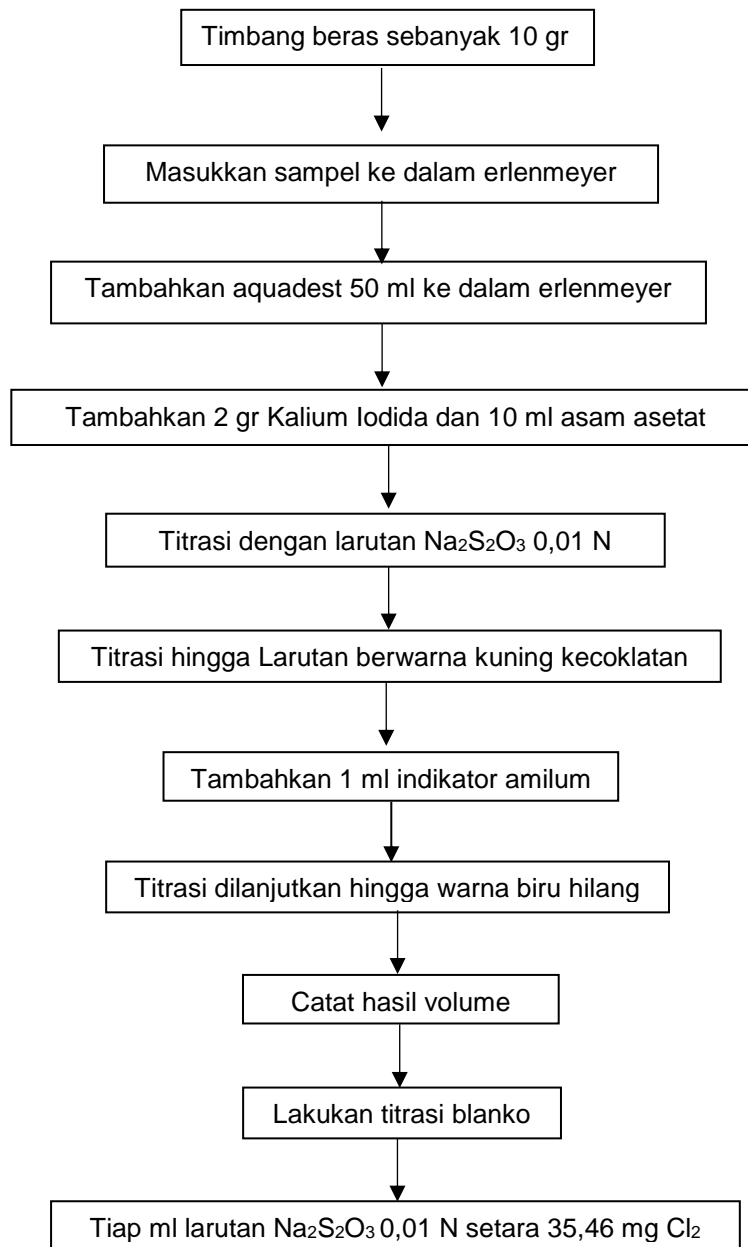 Timbang beras sebanyak 10 gr
Masukkan sampel ke dalam erlenmeyer
Tambahkan aquadest 50 ml ke dalam erlenmeyer
Tambahkan 2 gr Kalium Iodida dan 10 ml asam asetat
Titrasi dengan larutan Na₂S₂O₃ 0,01 N
Titrasi hingga Larutan berwarna kuning kecoklatan
Tambahkan 1 ml indikator amilum
Titrasi dilanjutkan hingga warna biru hilang
Catat hasil volume
Lakukan titrasi blanko
Tiap ml larutan Na₂S₂O₃ 0,01 N setara 35,46 mg Cl₂